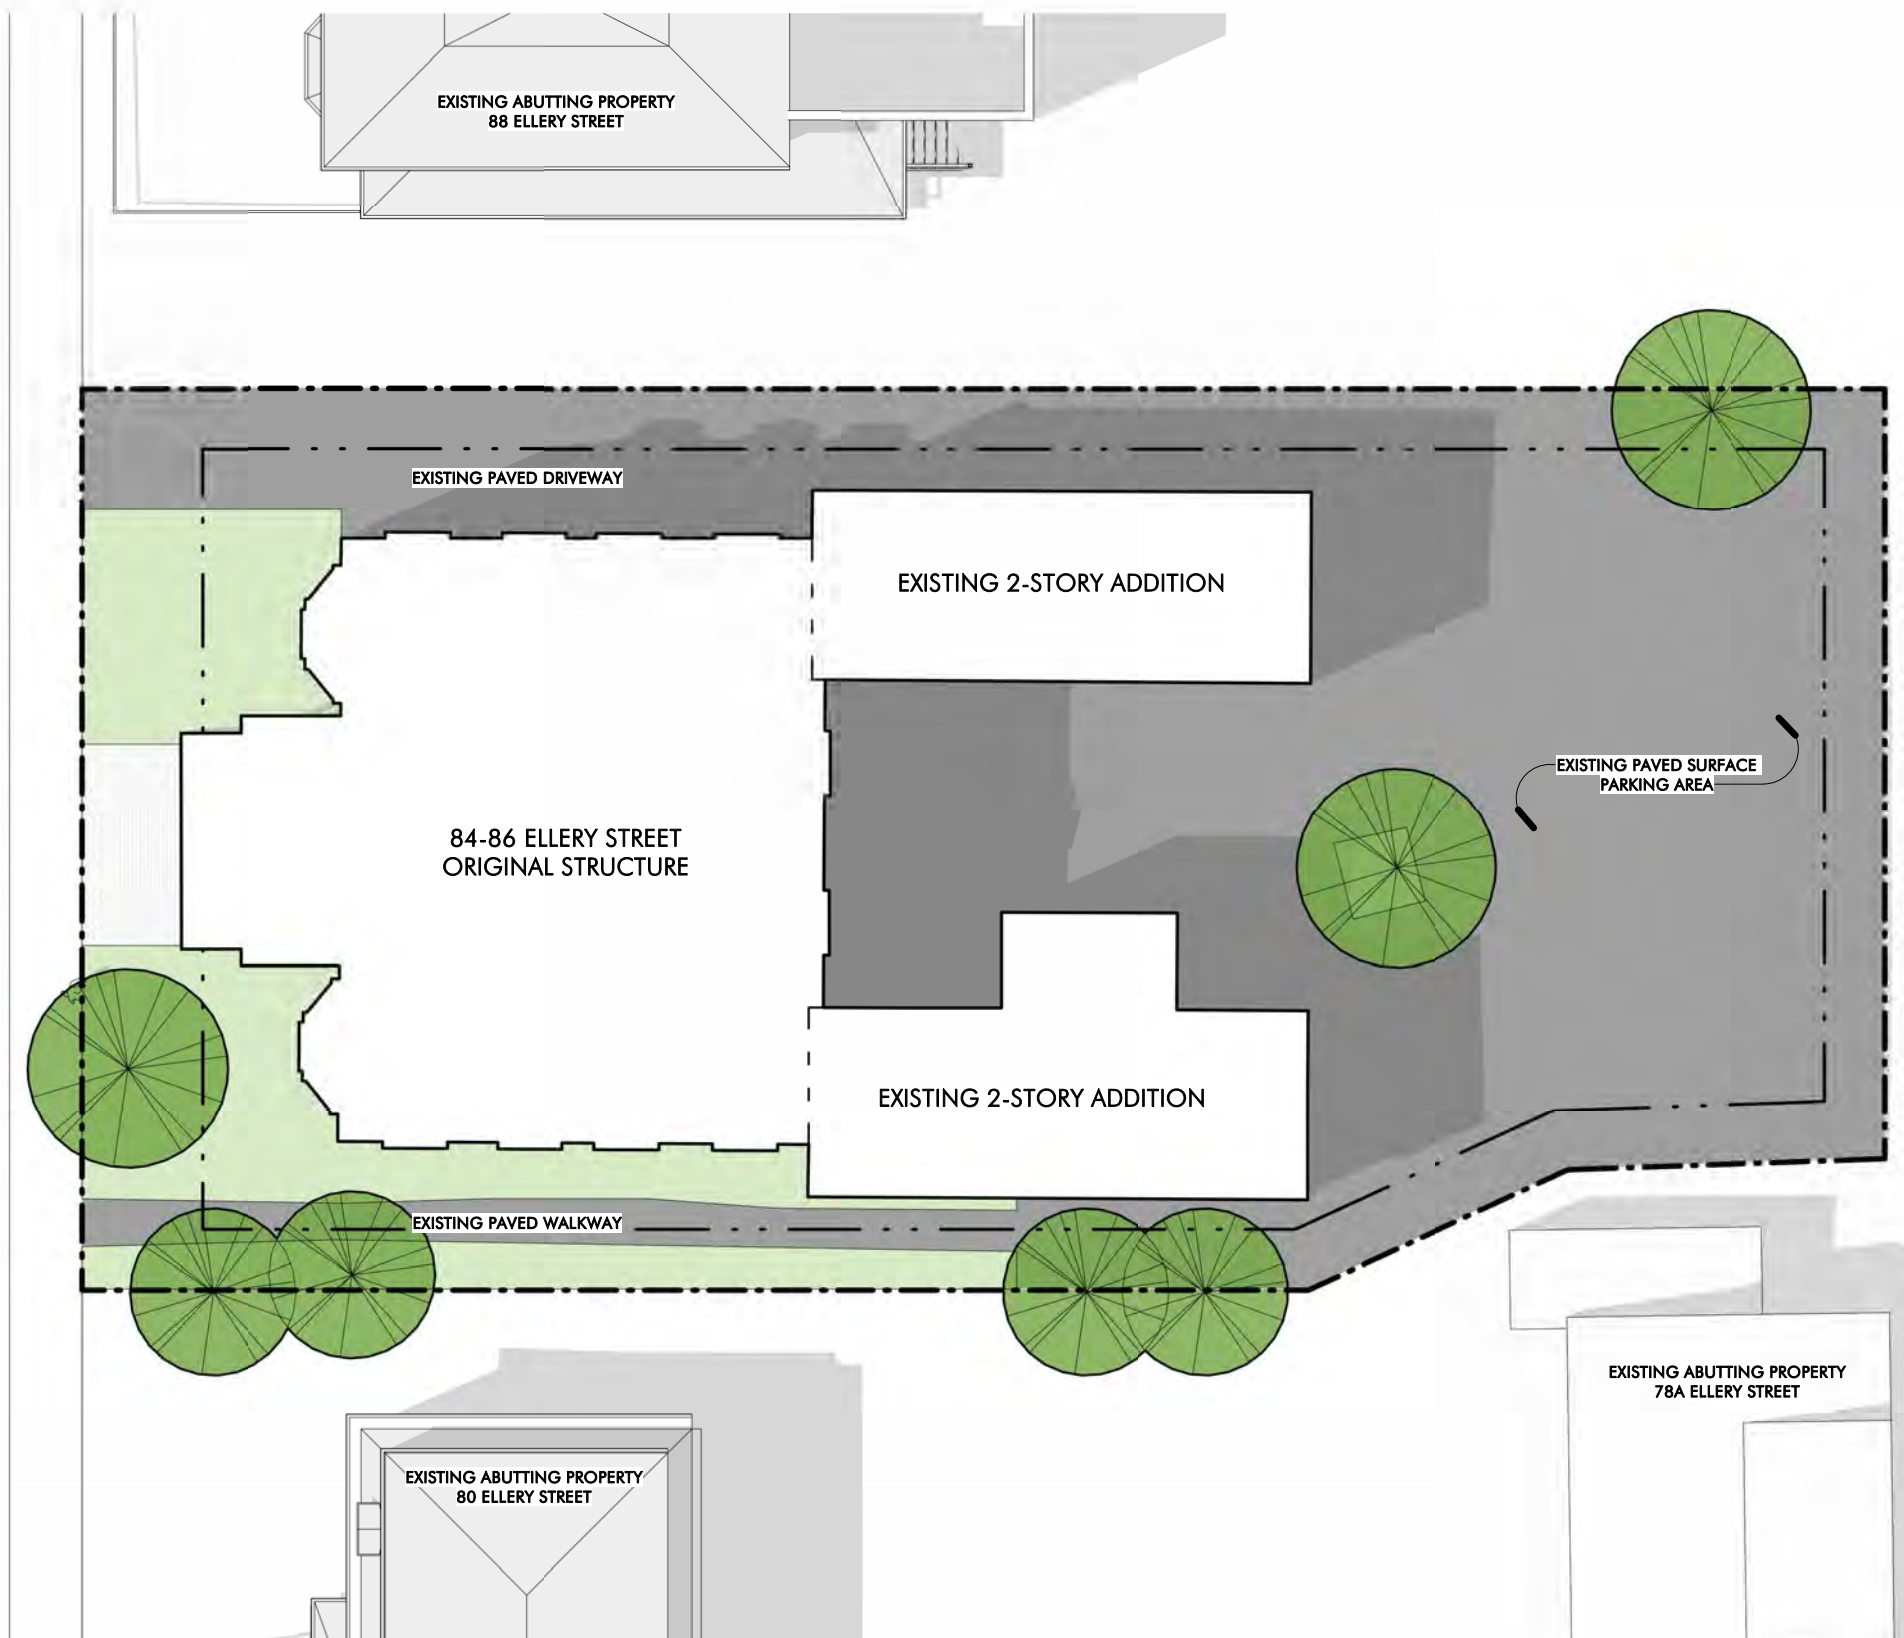 EXISTING ABUTTING PROPERTY
88 ELLERY STREET
EXISTING PAVED DRIVEWAY
EXISTING 2-STORY ADDITION
EXISTING PAVED SURFACE
PARKING AREA
84-86 ELLERY STREET
ORIGINAL STRUCTURE
EXISTING 2-STORY ADDITION
EXISTING PAVED WALKWAY
EXISTING ABUTTING PROPERTY
78A ELLERY STREET
EXISTING ABUTTING PROPERTY
80 ELLERY STREET